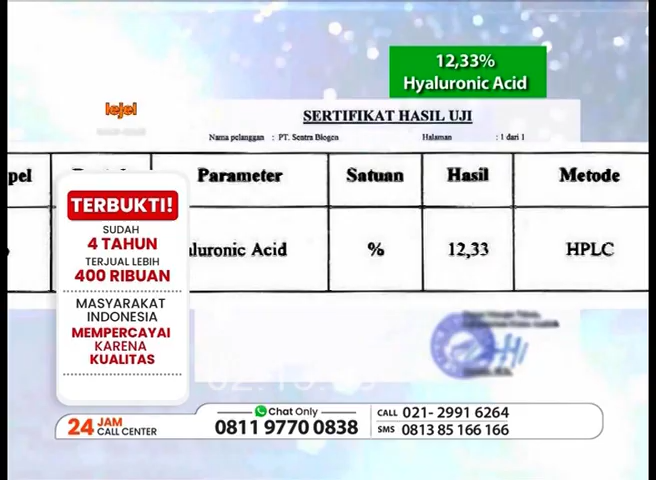 12,33%
Hyaluronic Acid
lejel
SERTIFIKAT HASIL UJI
Nama pelanggan : PT. Sentra Biogen
Halaman : 1 dari 1
pel Parameter Satuan Hasil Metode
luronic Acid % 12,33 HPLC
TERBUKTI!
SUDAH
4 TAHUN
TERJUAL LEBIH
400 RIBUAN
MASYARAKAT
INDONESIA
MEMPERCAYAI
KARENA
KUALITAS
24 JAM
CALL CENTER
Chat Only
0811 9770 0838
CALL 021- 2991 6264
SMS 0813 85 166 166